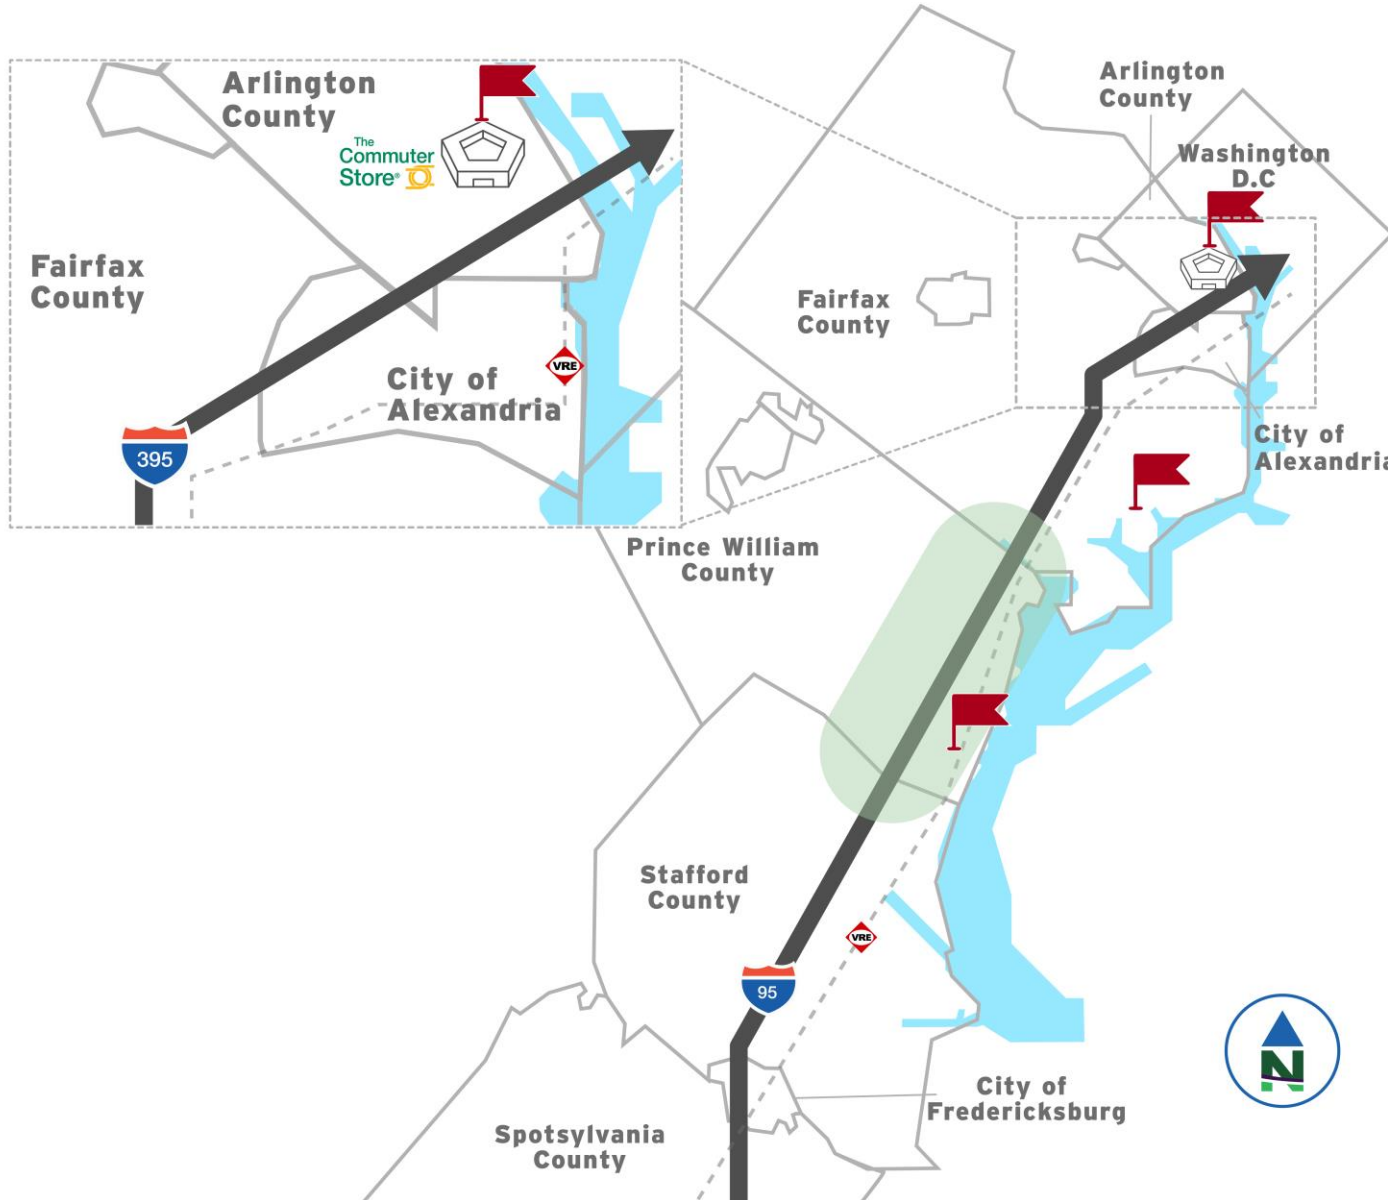 Arlington
County
The
Commuter
Store®
Fairfax
County
City of
Alexandria
VRE
395
Arlington
County
Washington
D.C
Fairfax
County
City of
Alexandria
Prince William
County
Stafford
County
VRE
95
City of
Fredericksburg
Spotsylvania
County
N